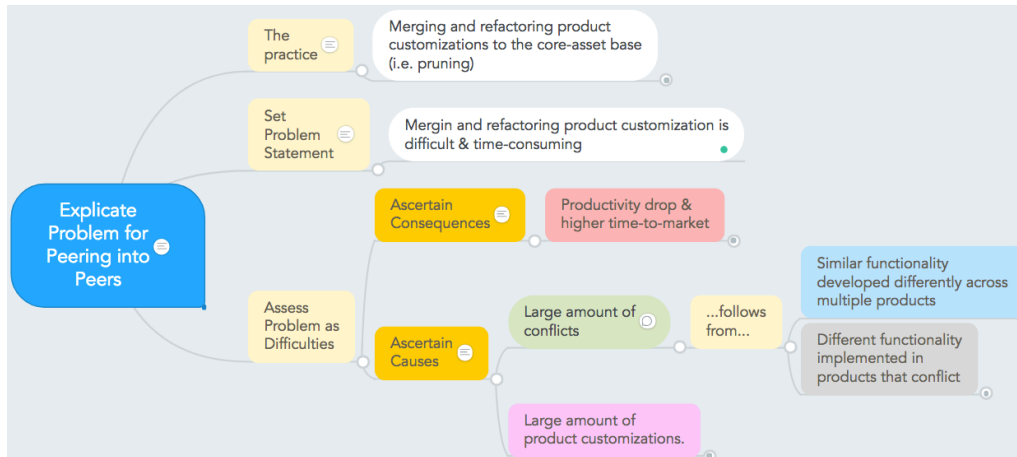 The
practice
Merging and refactoring product
customizations to the core-asset base
(i.e. pruning)
Set
Problem
Statement
Mergin and refactoring product customization is
difficult & time-consuming
Explicate
Problem for
Peering into
Peers
Ascertain
Consequences
Productivity drop &
higher time-to-market
Assess
Problem as
Difficulties
Ascertain
Causes
Large amount of
conflicts
...follows
from...
Similar functionality
developed differently across
multiple products
Different functionality
implemented in
products that conflict
Large amount of
product customizations.